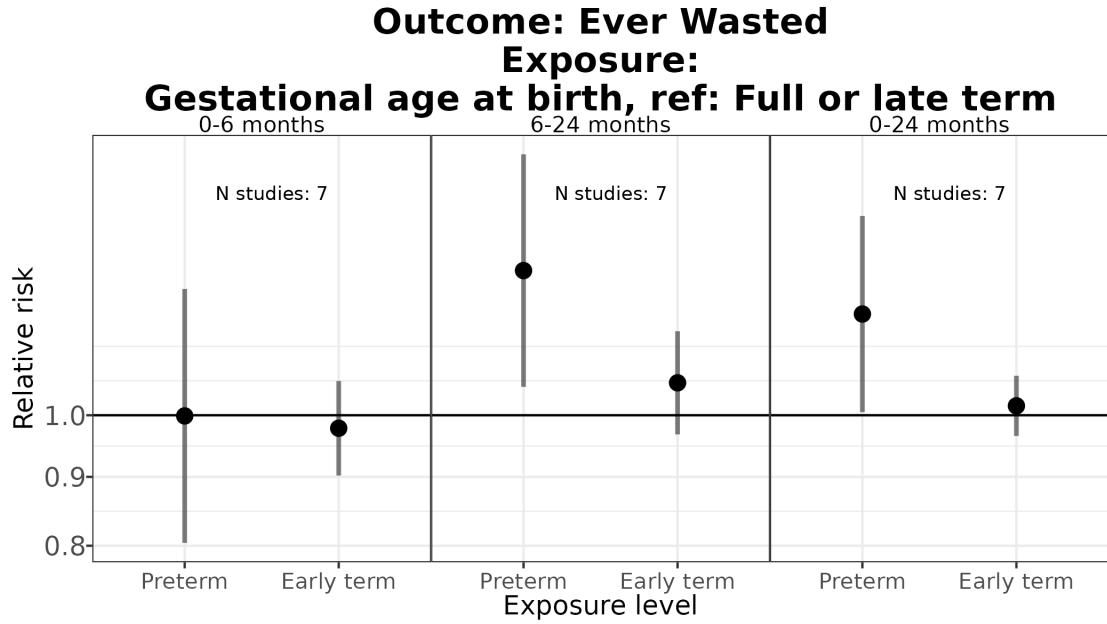 Outcome: Ever Wasted
Exposure:
Gestational age at birth, ref: Full or late term
0-6 months
6-24 months
0-24 months
N studies: 7
N studies: 7
N studies: 7
Relative risk
1.0
0.9
0.8
Preterm
Early term
Preterm
Early term
Preterm
Early term
Exposure level